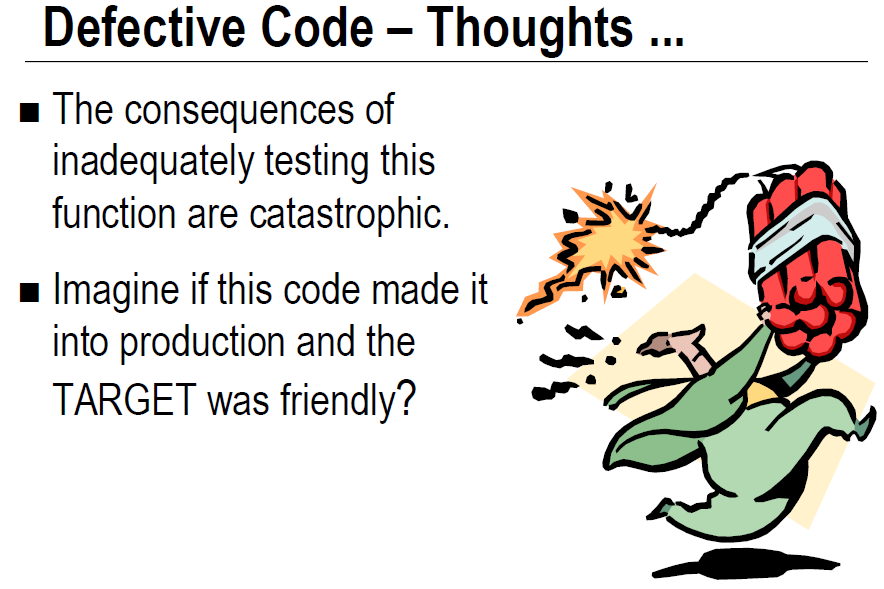 Defective Code – Thoughts ...
■ The consequences of
inadequately testing this
function are catastrophic.
■ Imagine if this code made it
into production and the
TARGET was friendly?